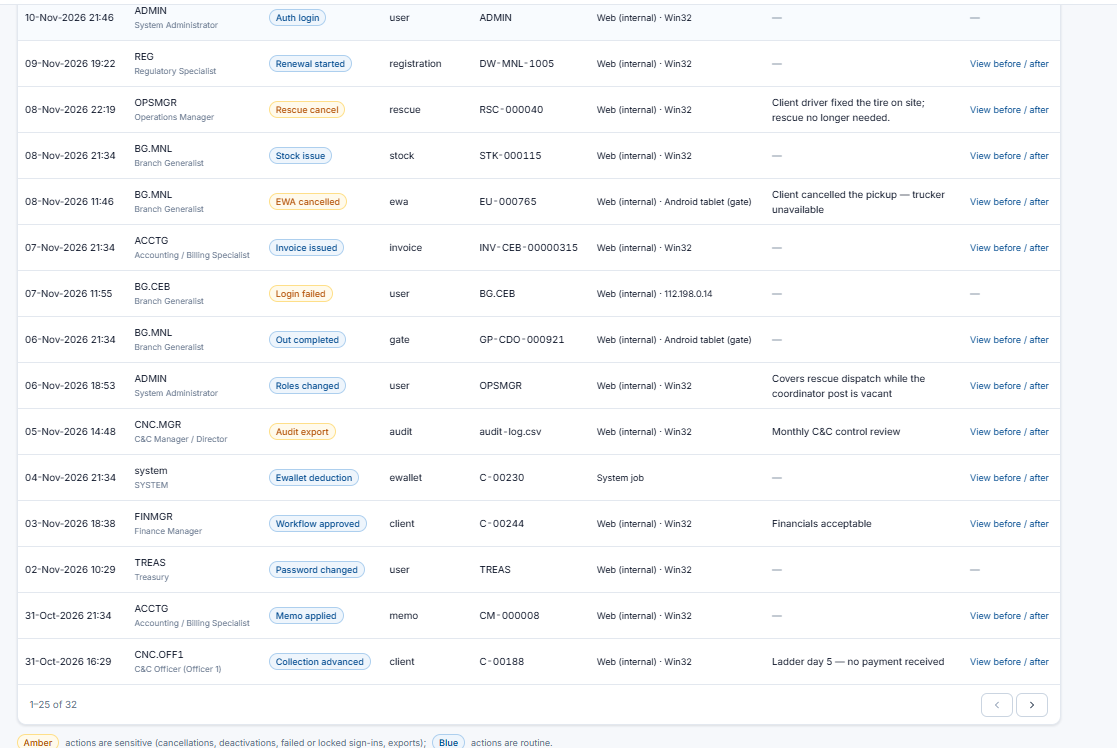 10-Nov-2026 21:46 ADMIN Auth login user ADMIN Web (internal) · Win32 — —
System Administrator
09-Nov-2026 19:22 REG Renewal started registration DW-MNL-1005 Web (internal) · Win32 — View before / after
Regulatory Specialist
08-Nov-2026 22:19 OPSMGR Rescue cancel rescue RSC-000040 Web (internal) · Win32 Client driver fixed the tire on site; View before / after
Operations Manager rescue no longer needed.
08-Nov-2026 21:34 BG.MNL Stock issue stock STK-000115 Web (internal) · Win32 — View before / after
Branch Generalist
08-Nov-2026 11:46 BG.MNL EWA cancelled ewa EU-000765 Web (internal) · Android tablet (gate) Client cancelled the pickup — trucker View before / after
Branch Generalist unavailable
07-Nov-2026 21:34 ACCTG Invoice issued invoice INV-CEB-00000315 Web (internal) · Win32 — View before / after
Accounting / Billing Specialist
07-Nov-2026 11:55 BG.CEB Login failed user BG.CEB Web (internal) · 112.198.0.14 — —
Branch Generalist
06-Nov-2026 21:34 BG.MNL Out completed gate GP-CDO-000921 Web (internal) · Android tablet (gate) — View before / after
Branch Generalist
06-Nov-2026 18:53 ADMIN Roles changed user OPSMGR Web (internal) · Win32 Covers rescue dispatch while the View before / after
System Administrator coordinator post is vacant
05-Nov-2026 14:48 CNC.MGR Audit export audit audit-log.csv Web (internal) · Win32 Monthly C&C control review View before / after
C&C Manager / Director
04-Nov-2026 21:34 system Ewallet deduction ewallet C-00230 System job — View before / after
SYSTEM
03-Nov-2026 18:38 FINMGR Workflow approved client C-00244 Web (internal) · Win32 Financials acceptable View before / after
Finance Manager
02-Nov-2026 10:29 TREAS Password changed user TREAS Web (internal) · Win32 — —
Treasury
31-Oct-2026 21:34 ACCTG Memo applied memo CM-000008 Web (internal) · Win32 — View before / after
Accounting / Billing Specialist
31-Oct-2026 16:29 CNC.OFF1 Collection advanced client C-00188 Web (internal) · Win32 Ladder day 5 — no payment received View before / after
C&C Officer (Officer 1)
1–25 of 32 ‹ ›
Amber actions are sensitive (cancellations, deactivations, failed or locked sign-ins, exports); Blue actions are routine.